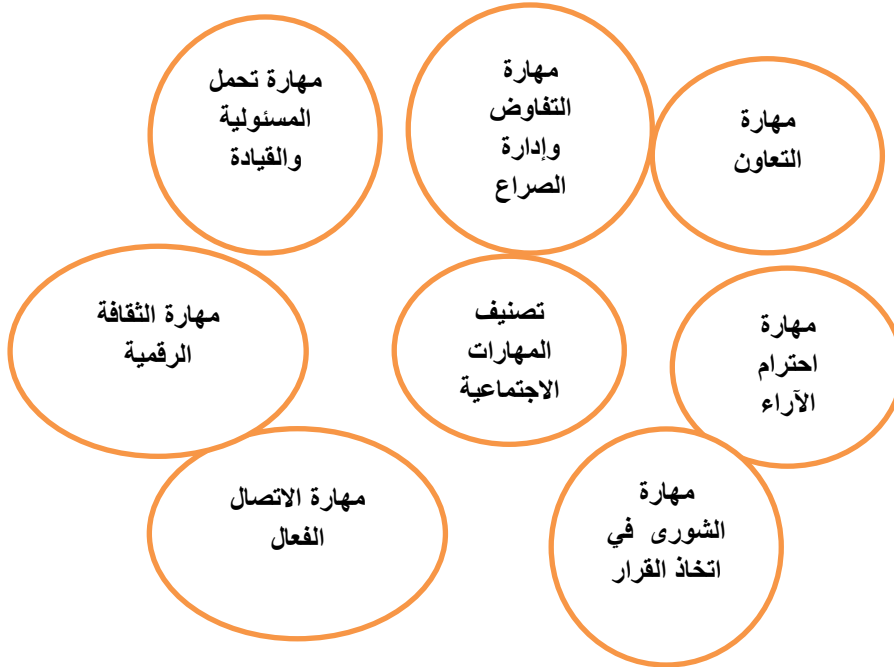 مهارة
التعاون
مهارة
التفاوض
وإدارة
الصراع
مهارة تحمل
المسئولية
والقيادة
مهارة
احترام
الآراء
تصنيف
المهارات
الاجتماعية
مهارة الثقافة
الرقمية
مهارة
الشورى في
اتخاذ القرار
مهارة الاتصال
الفعال